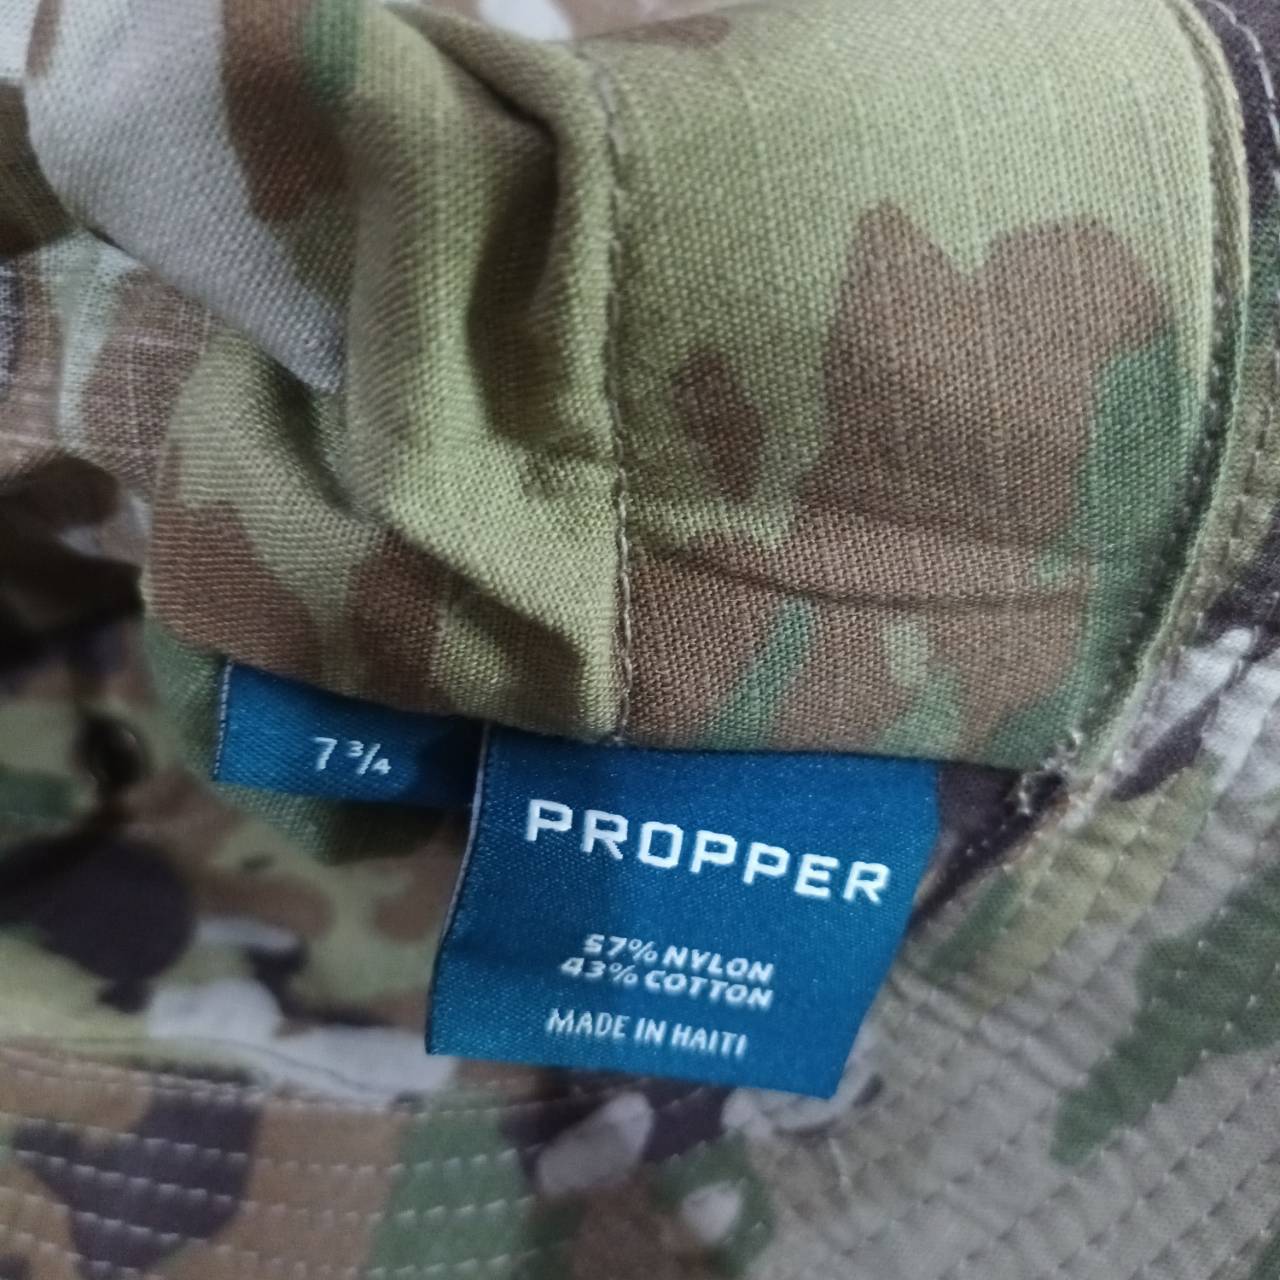 7 3/4
PROPPER
57% NYLON
43% COTTON
MADE IN HAITI